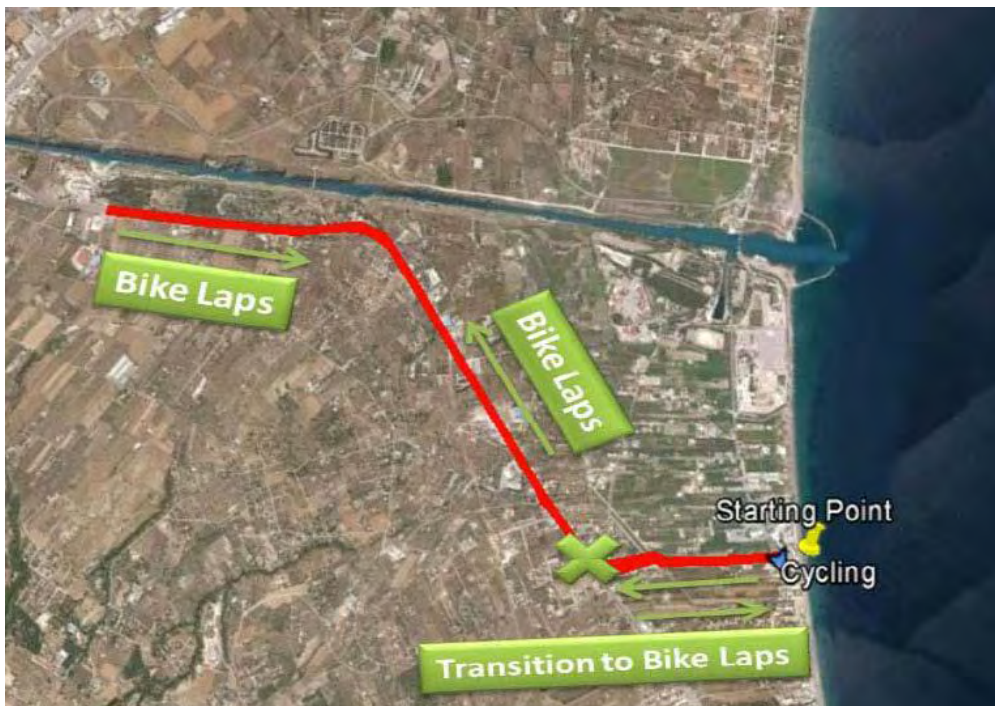 Bike Laps
Bike Laps
Starting Point
Cycling
Transition to Bike Laps